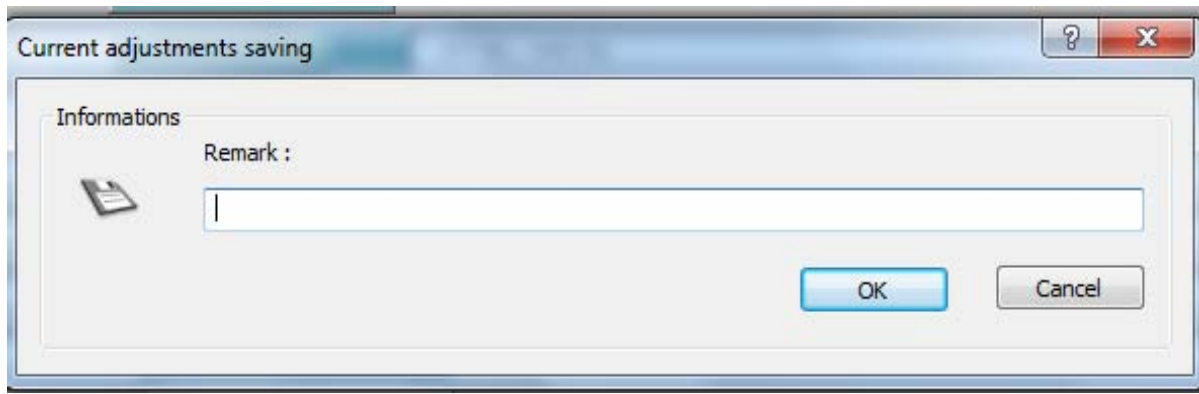 Current adjustments saving
?
X
Informations
Remark :
OK
Cancel